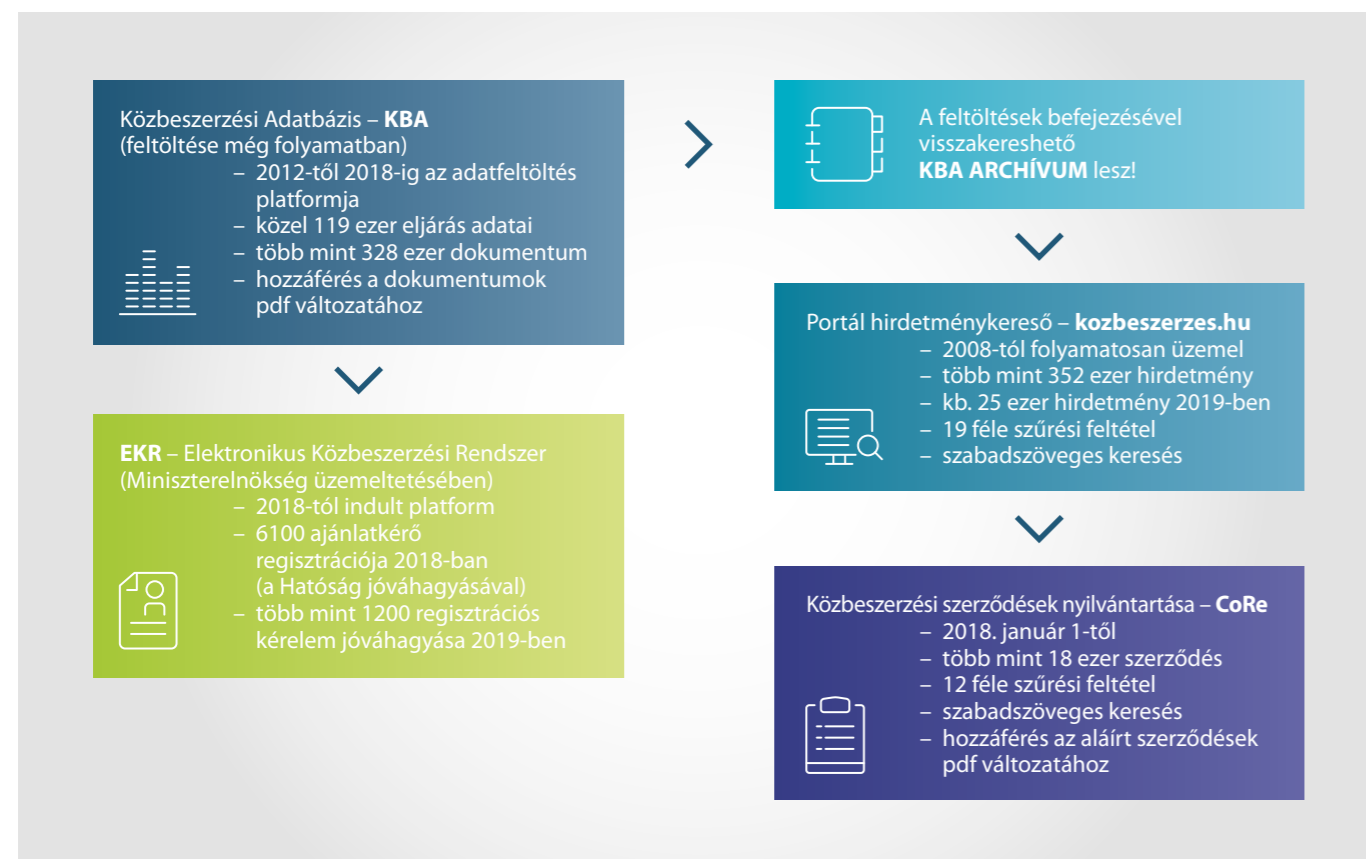 Közbeszerzési Adatbázis – KBA
(feltöltése még folyamatban)
– 2012-től 2018-ig az adatfeltöltés
platformja
– közel 119 ezer eljárás adatai
– több mint 328 ezer dokumentum
– hozzáférés a dokumentumok
pdf változatához
EKR – Elektronikus Közbeszerzési Rendszer
(Miniszterelnökség üzemeltetésében)
– 2018-tól indult platform
– 6100 ajánlatkérő
regisztrációja 2018-ban
(a Hatóság jóváhagyásával)
– több mint 1200 regisztrációs
kérelem jóváhagyása 2019-ben
A feltöltések befejezésével
visszakereshető
KBA ARCHÍVUM lesz!
Portál hirdetménykereső – kozbeszerzes.hu
– 2008-tól folyamatosan üzemel
– több mint 352 ezer hirdetmény
– kb. 25 ezer hirdetmény 2019-ben
– 19 féle szűrési feltétel
– szabadszöveges keresés
Közbeszerzési szerződések nyilvántartása – CoRe
– 2018. január 1-től
– több mint 18 ezer szerződés
– 12 féle szűrési feltétel
– szabadszöveges keresés
– hozzáférés az aláírt szerződések
pdf változatához